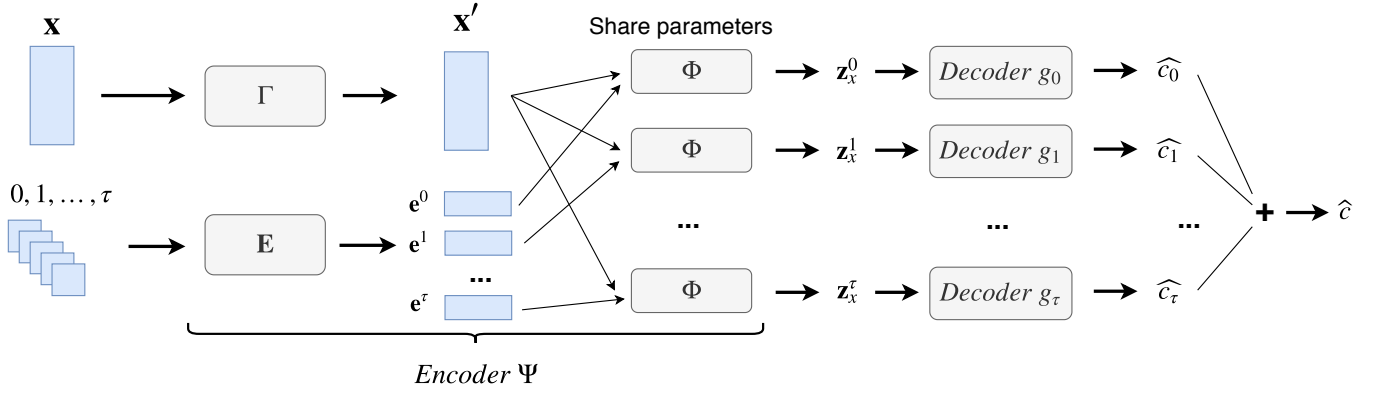 x
Γ
x′
Share parameters
Φ
z_x^0
Decoder g_0
ĉ_0
Φ
z_x^1
Decoder g_1
ĉ_1
0, 1, …, τ
E
e^0
e^1
...
e^τ
...
...
...
+
ĉ
Φ
z_x^τ
Decoder g_τ
ĉ_τ
Encoder Ψ